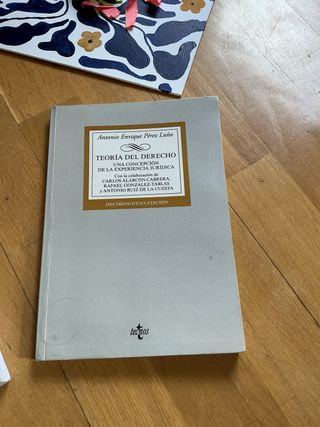 Antonio Enrique Pérez Luño
TEORÍA DEL DERECHO
UNA CONCEPCIÓN
DE LA EXPERIENCIA JURÍDICA
Con la colaboración de
CARLOS ALARCÓN CABRERA,
RAFAEL GONZÁLEZ-TABLAS
y ANTONIO RUIZ DE LA CUESTA
DECIMONOVENA EDICIÓN
tecnos